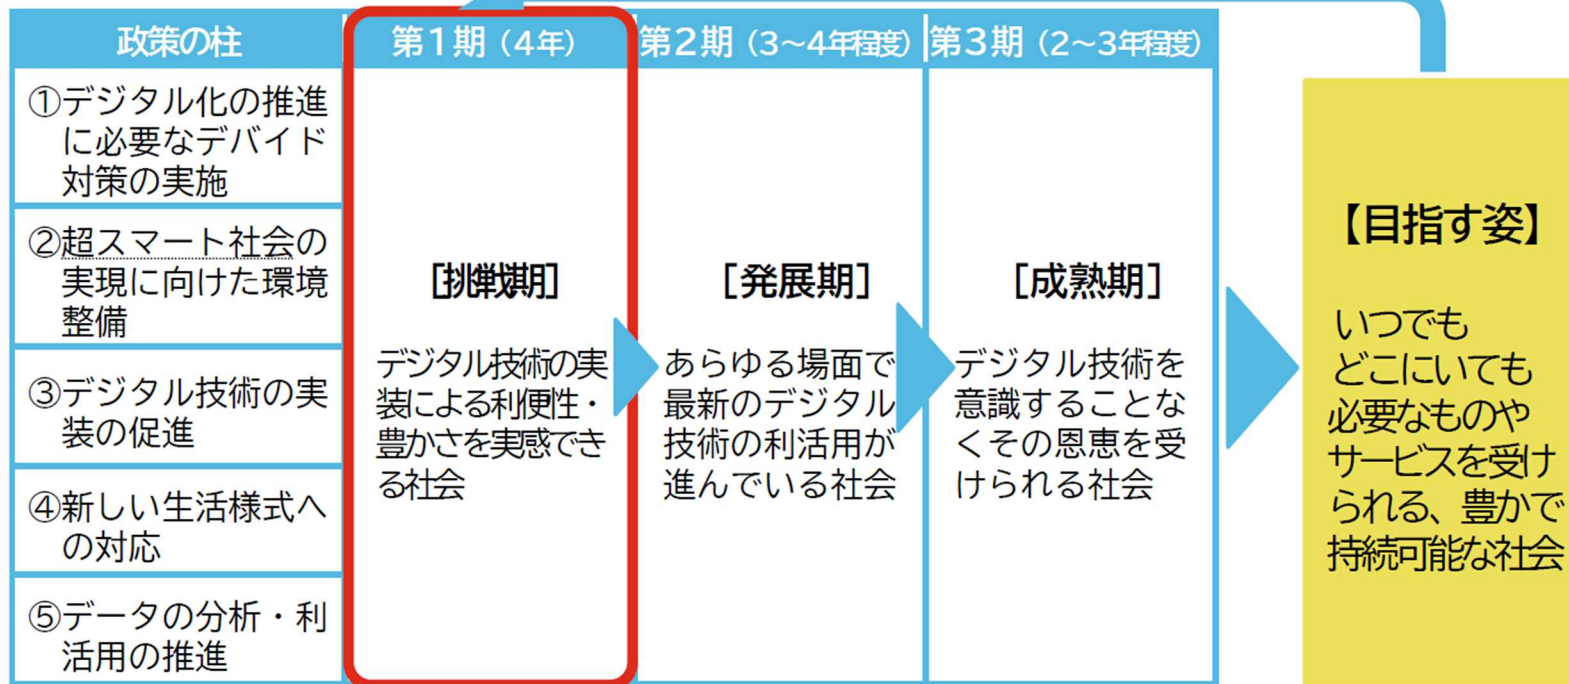 政策の柱
第1期（4年）
第2期（3～4年程度）
第3期（2～3年程度）
①デジタル化の推進
に必要なデバイド
対策の実施
②超スマート社会の
実現に向けた環境
整備
③デジタル技術の実
装の促進
④新しい生活様式へ
の対応
⑤データの分析・利
活用の推進
［挑戦期］
デジタル技術の実
装による利便性・
豊かさを実感でき
る社会
［発展期］
あらゆる場面で
最新のデジタル
技術の利活用が
進んでいる社会
［成熟期］
デジタル技術を
意識することな
くその恩恵を受
けられる社会
【目指す姿】
いつでも
どこにいても
必要なものや
サービスを受け
られる、豊かで
持続可能な社会